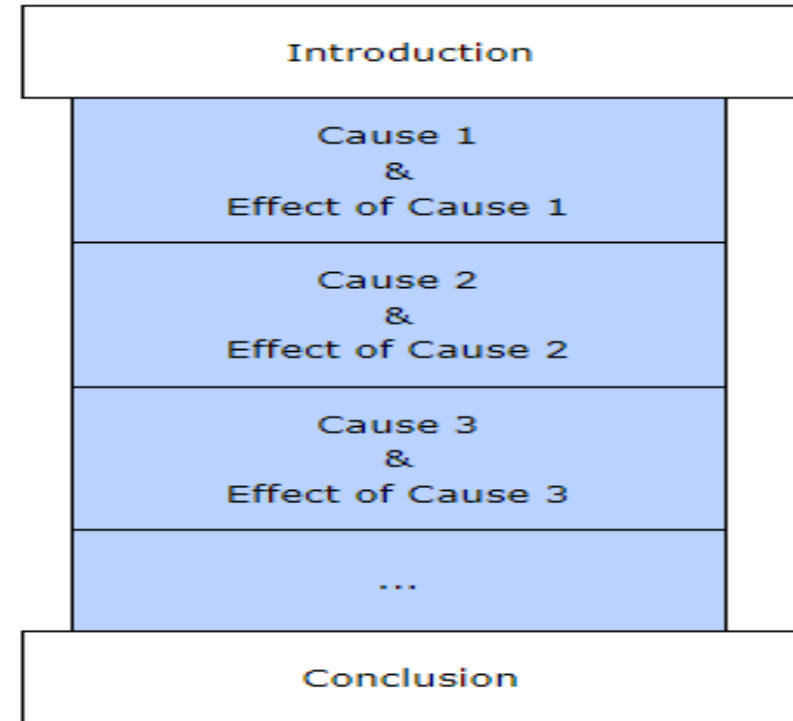 Introduction
Cause 1
&
Effect of Cause 1
Cause 2
&
Effect of Cause 2
Cause 3
&
Effect of Cause 3
...
Conclusion